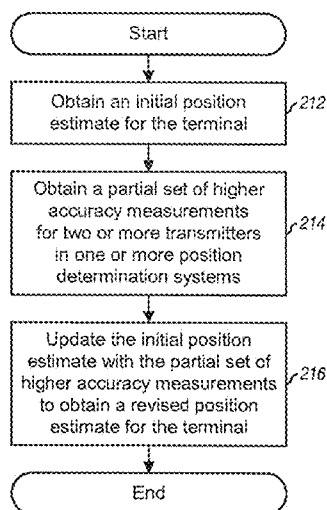 Start
Obtain an initial position
estimate for the terminal
212
Obtain a partial set of higher
accuracy measurements
for two or more transmitters
in one or more position
determination systems
214
Update the initial position
estimate with the partial set of
higher accuracy measurements
to obtain a revised position
estimate for the terminal
216
End